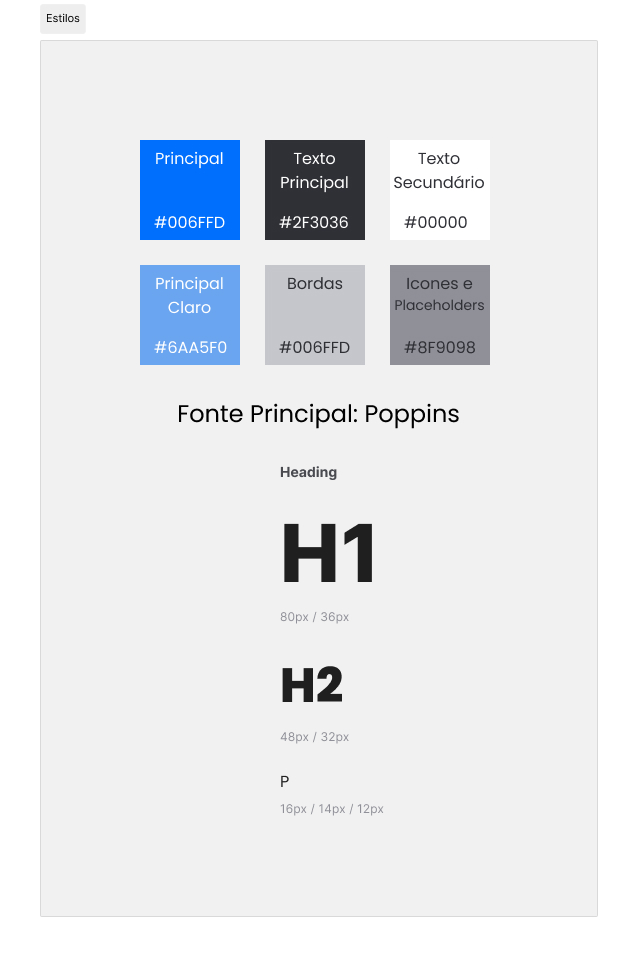 Estilos
Principal
#006FFD
Texto
Principal
#2F3036
Texto
Secundário
#00000
Principal
Claro
#6AA5F0
Bordas
#006FFD
Icones e
Placeholders
#8F9098
Fonte Principal: Poppins
Heading
H1
80px / 36px
H2
48px / 32px
P
16px / 14px / 12px